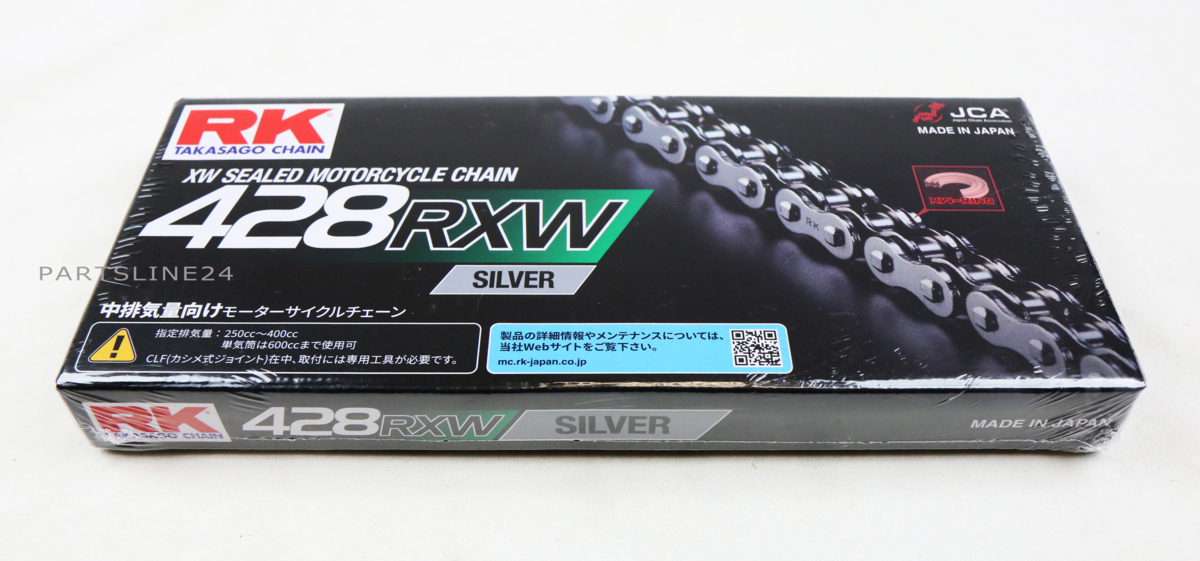 RK
TAKASAGO CHAIN
JCA
Japan Chain Association
MADE IN JAPAN
XW SEALED MOTORCYCLE CHAIN
428RXW
SILVER
XW-RING
RK
PARTSLINE24
中排気量向けモーターサイクルチェーン
指定排気量：250cc～400cc
単気筒は600ccまで使用可
CLF(カシメ式ジョイント)在中、取付には専用工具が必要です。
製品の詳細情報やメンテナンスについては、
当社Webサイトをご覧下さい。
mc.rk-japan.co.jp
RK
TAKASAGO CHAIN
428RXW
SILVER
MADE IN JAPAN